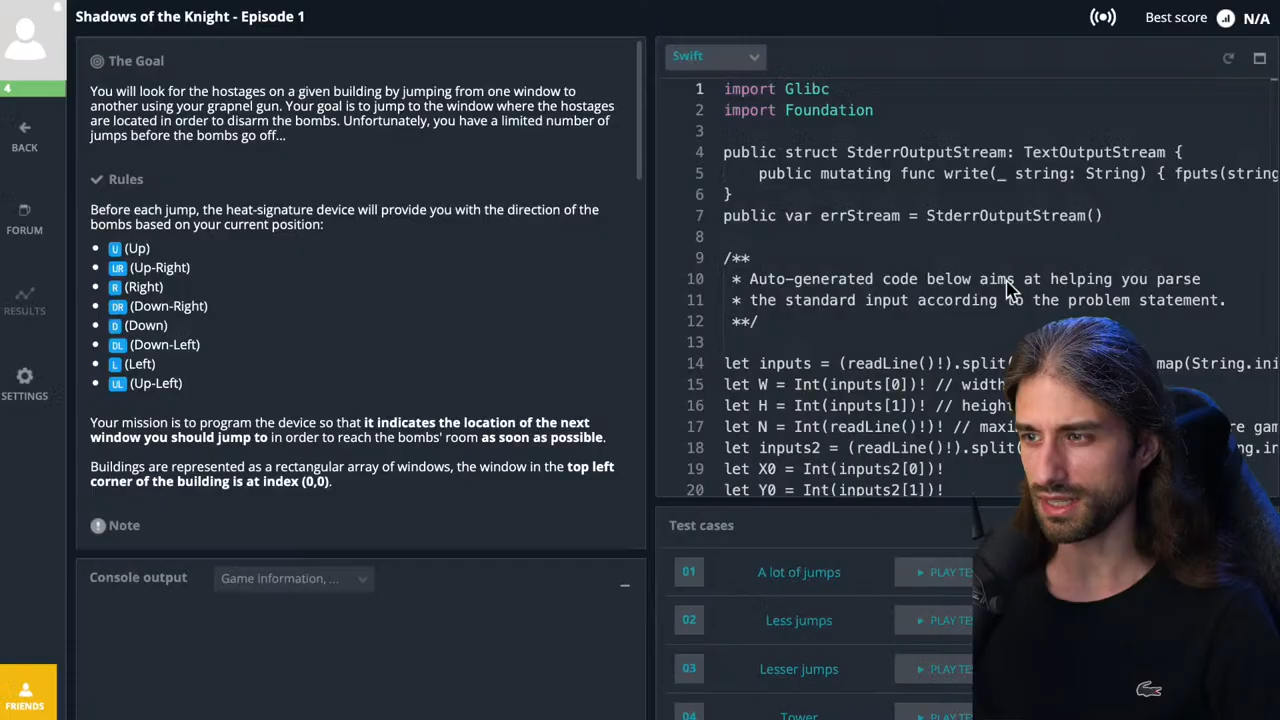 Shadows of the Knight - Episode 1
Best score N/A
4
BACK
FORUM
RESULTS
SETTINGS
FRIENDS
The Goal
You will look for the hostages on a given building by jumping from one window to
another using your grapnel gun. Your goal is to jump to the window where the hostages
are located in order to disarm the bombs. Unfortunately, you have a limited number of
jumps before the bombs go off...
Rules
Before each jump, the heat-signature device will provide you with the direction of the
bombs based on your current position:
U (Up)
UR (Up-Right)
R (Right)
DR (Down-Right)
D (Down)
DL (Down-Left)
L (Left)
UL (Up-Left)
Your mission is to program the device so that it indicates the location of the next
window you should jump to in order to reach the bombs' room as soon as possible.
Buildings are represented as a rectangular array of windows, the window in the top left
corner of the building is at index (0,0).
Note
Console output
Game Information, ...
Swift
1 import Glibc
2 import Foundation
3
4 public struct StderrOutputStream: TextOutputStream {
5 public mutating func write(_ string: String) { fputs(string
6 }
7 public var errStream = StderrOutputStream()
8
9 /**
10 * Auto-generated code below aims at helping you parse
11 * the standard input according to the problem statement.
12 **/
13
14 let inputs = (readLine()!).split( map(String.ini
15 let W = Int(inputs[0])! // width
16 let H = Int(inputs[1])! // heigh
17 let N = Int(readLine()!)! // maxi re gam
18 let inputs2 = (readLine()!).split( g.in
19 let X0 = Int(inputs2[0])!
20 let Y0 = Int(inputs2[1])!
Test cases
01 A lot of jumps PLAY TE
02 Less jumps PLAY TES
03 Lesser jumps PLAY TE
04 Tower